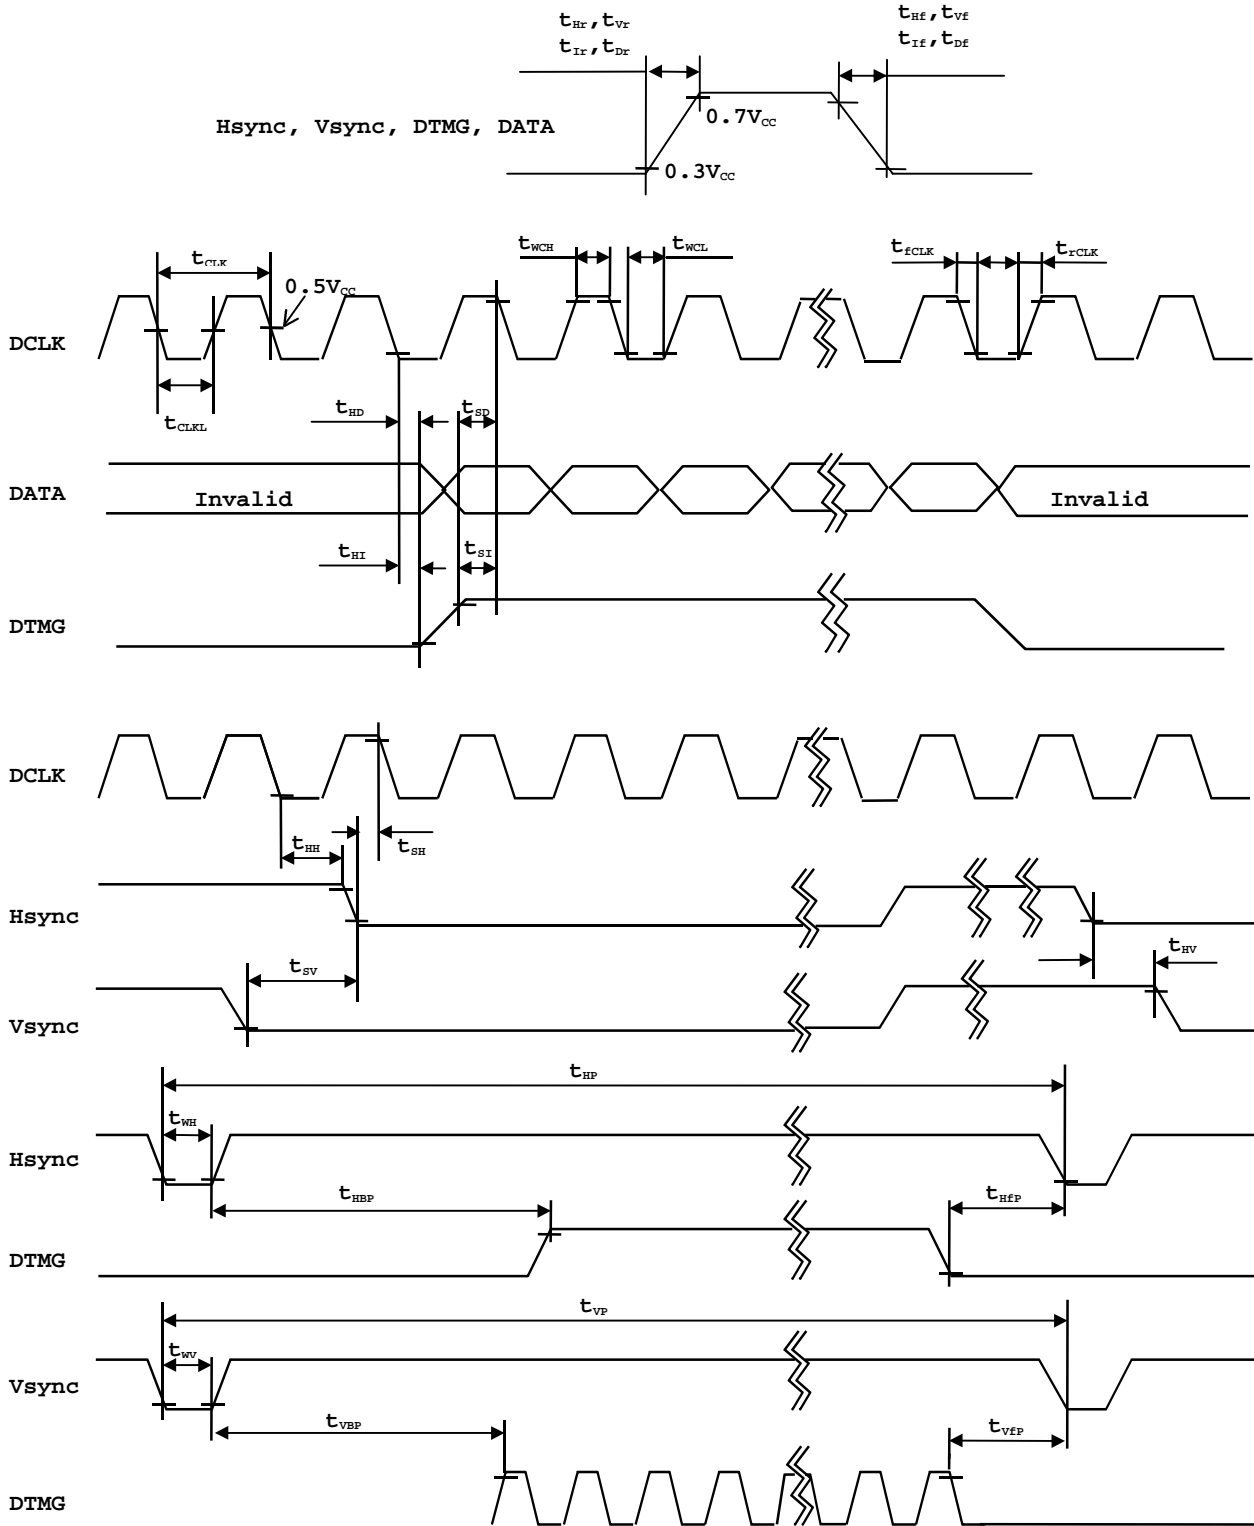 tHr,tVr
tHf,tVf
tIr,tDr
tIf,tDf
0.7VCC
Hsync, Vsync, DTMG, DATA
0.3VCC
tCLK
tWCH
tWCL
tfCLK
trCLK
0.5VCC
DCLK
tCLKL
tHD
tSD
DATA
Invalid
Invalid
tHI
tSI
DTMG
DCLK
tHH
tSH
Hsync
tHV
tSV
Vsync
tHP
tWH
Hsync
tHBP
tHfP
DTMG
tVP
tWV
Vsync
tVBP
tVfP
DTMG